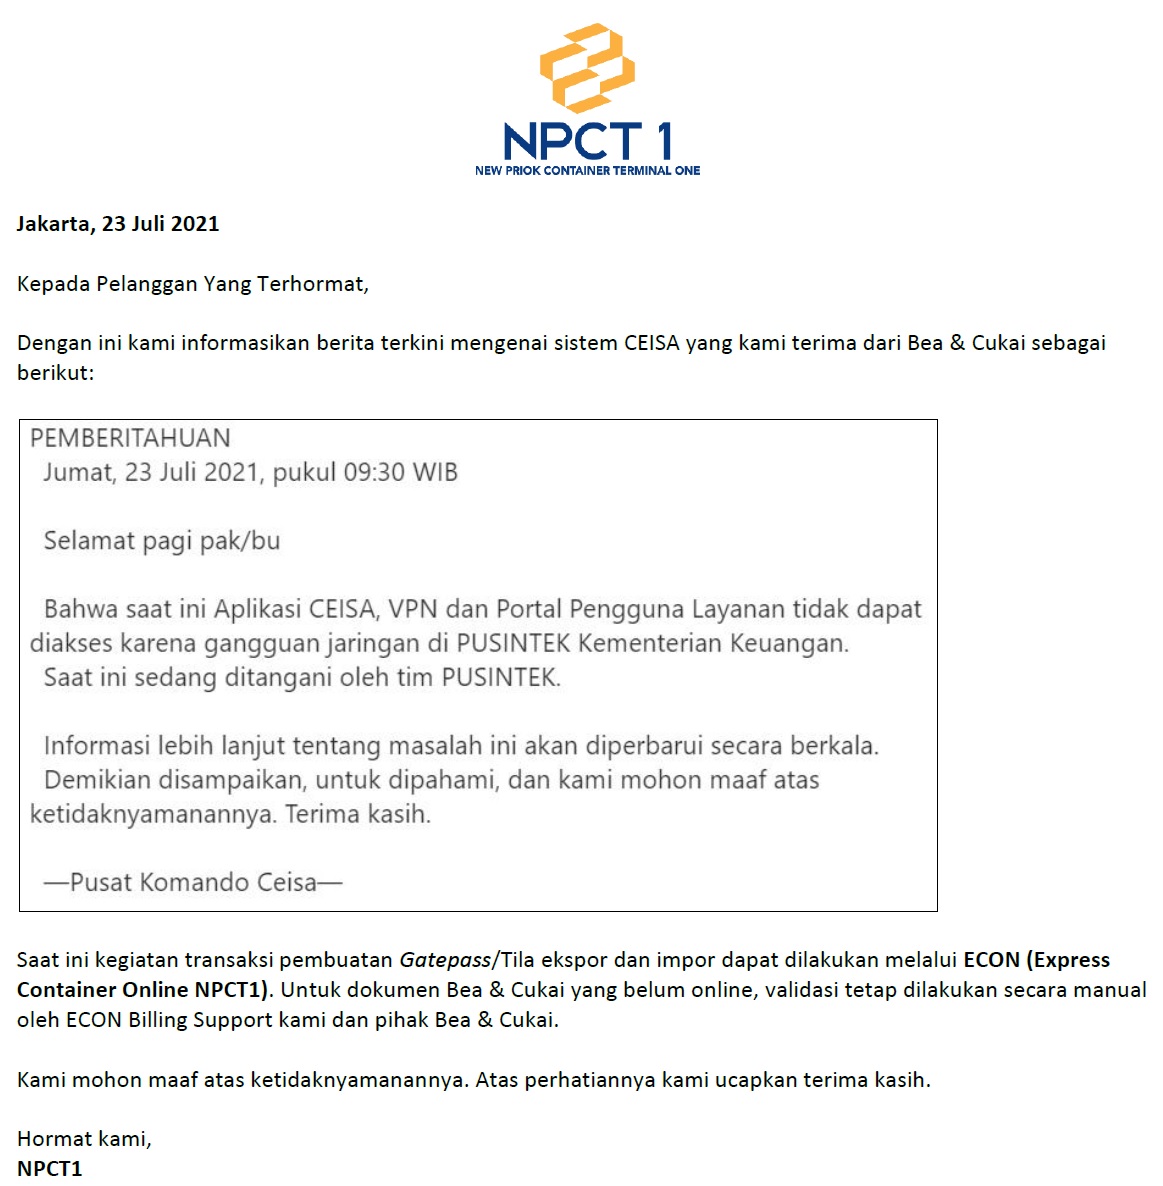 NPCT 1
NEW PRIOK CONTAINER TERMINAL ONE
Jakarta, 23 Juli 2021
Kepada Pelanggan Yang Terhormat,
Dengan ini kami informasikan berita terkini mengenai sistem CEISA yang kami terima dari Bea & Cukai sebagai
berikut:
PEMBERITAHUAN
Jumat, 23 Juli 2021, pukul 09:30 WIB
Selamat pagi pak/bu
Bahwa saat ini Aplikasi CEISA, VPN dan Portal Pengguna Layanan tidak dapat
diakses karena gangguan jaringan di PUSINTEK Kementerian Keuangan.
Saat ini sedang ditangani oleh tim PUSINTEK.
Informasi lebih lanjut tentang masalah ini akan diperbarui secara berkala.
Demikian disampaikan, untuk dipahami, dan kami mohon maaf atas
ketidaknyamanannya. Terima kasih.
—Pusat Komando Ceisa—
Saat ini kegiatan transaksi pembuatan Gatepass/Tila ekspor dan impor dapat dilakukan melalui ECON (Express
Container Online NPCT1). Untuk dokumen Bea & Cukai yang belum online, validasi tetap dilakukan secara manual
oleh ECON Billing Support kami dan pihak Bea & Cukai.
Kami mohon maaf atas ketidaknyamanannya. Atas perhatiannya kami ucapkan terima kasih.
Hormat kami,
NPCT1